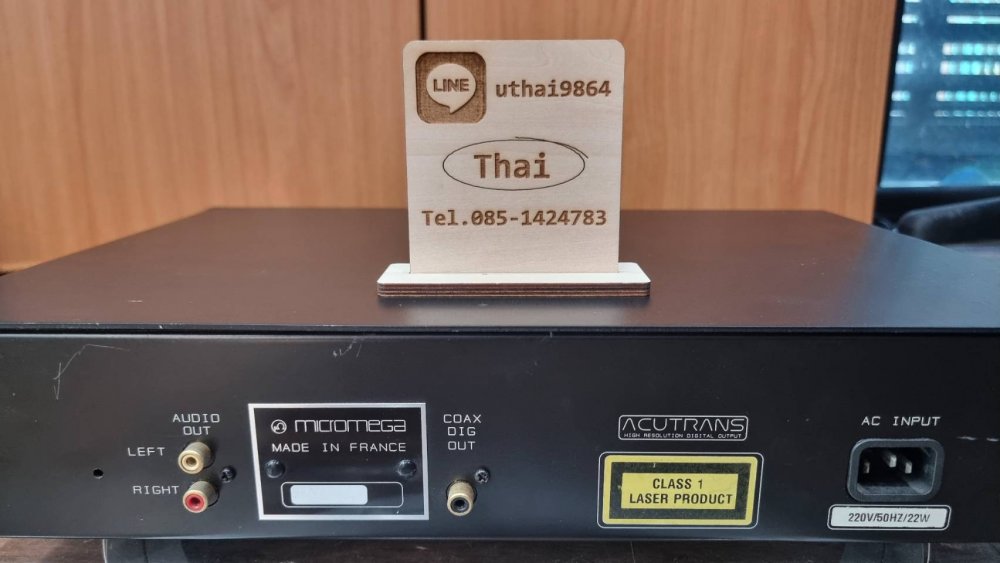 LINE
uthai9864
Thai
Tel.085-1424783
AUDIO
OUT
LEFT
RIGHT
micromega
MADE IN FRANCE
COAX
DIG
OUT
ACUTRANS
HIGH RESOLUTION DIGITAL OUTPUT
CLASS 1
LASER PRODUCT
AC INPUT
220V/50HZ/22W